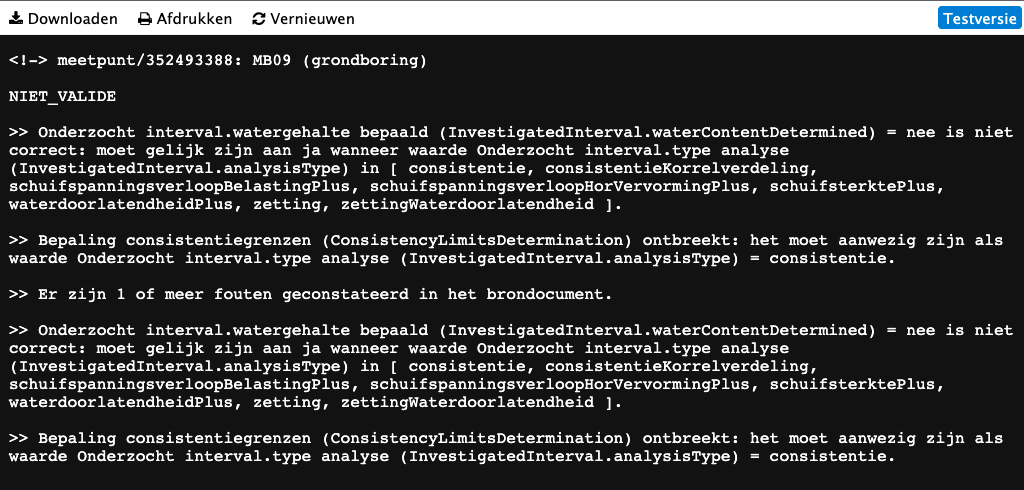 Downloaden Afdrukken Vernieuwen Testversie
<!-> meetpunt/352493388: MB09 (grondboring)
NIET_VALIDE
>> Onderzocht interval.watergehalte bepaald (InvestigatedInterval.waterContentDetermined) = nee is niet
correct: moet gelijk zijn aan ja wanneer waarde Onderzocht interval.type analyse
(InvestigatedInterval.analysisType) in [ consistentie, consistentieKorrelverdeling,
schuifspanningsverloopBelastingPlus, schuifspanningsverloopHorVervormingPlus, schuifsterktePlus,
waterdoorlatendheidPlus, zetting, zettingWaterdoorlatendheid ].
>> Bepaling consistentiegrenzen (ConsistencyLimitsDetermination) ontbreekt: het moet aanwezig zijn als
waarde Onderzocht interval.type analyse (InvestigatedInterval.analysisType) = consistentie.
>> Er zijn 1 of meer fouten geconstateerd in het brondocument.
>> Onderzocht interval.watergehalte bepaald (InvestigatedInterval.waterContentDetermined) = nee is niet
correct: moet gelijk zijn aan ja wanneer waarde Onderzocht interval.type analyse
(InvestigatedInterval.analysisType) in [ consistentie, consistentieKorrelverdeling,
schuifspanningsverloopBelastingPlus, schuifspanningsverloopHorVervormingPlus, schuifsterktePlus,
waterdoorlatendheidPlus, zetting, zettingWaterdoorlatendheid ].
>> Bepaling consistentiegrenzen (ConsistencyLimitsDetermination) ontbreekt: het moet aanwezig zijn als
waarde Onderzocht interval.type analyse (InvestigatedInterval.analysisType) = consistentie.